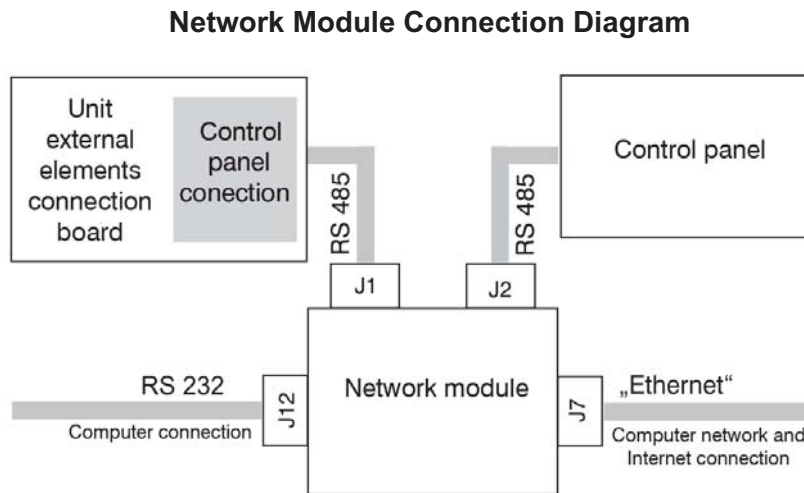 Network Module Connection Diagram
Unit
external
elements
connection
board
Control
panel
conection
RS 485
RS 485
Control panel
J1
J2
RS 232
Computer connection
J12
Network module
J7
„Ethernet“
Computer network and
Internet connection